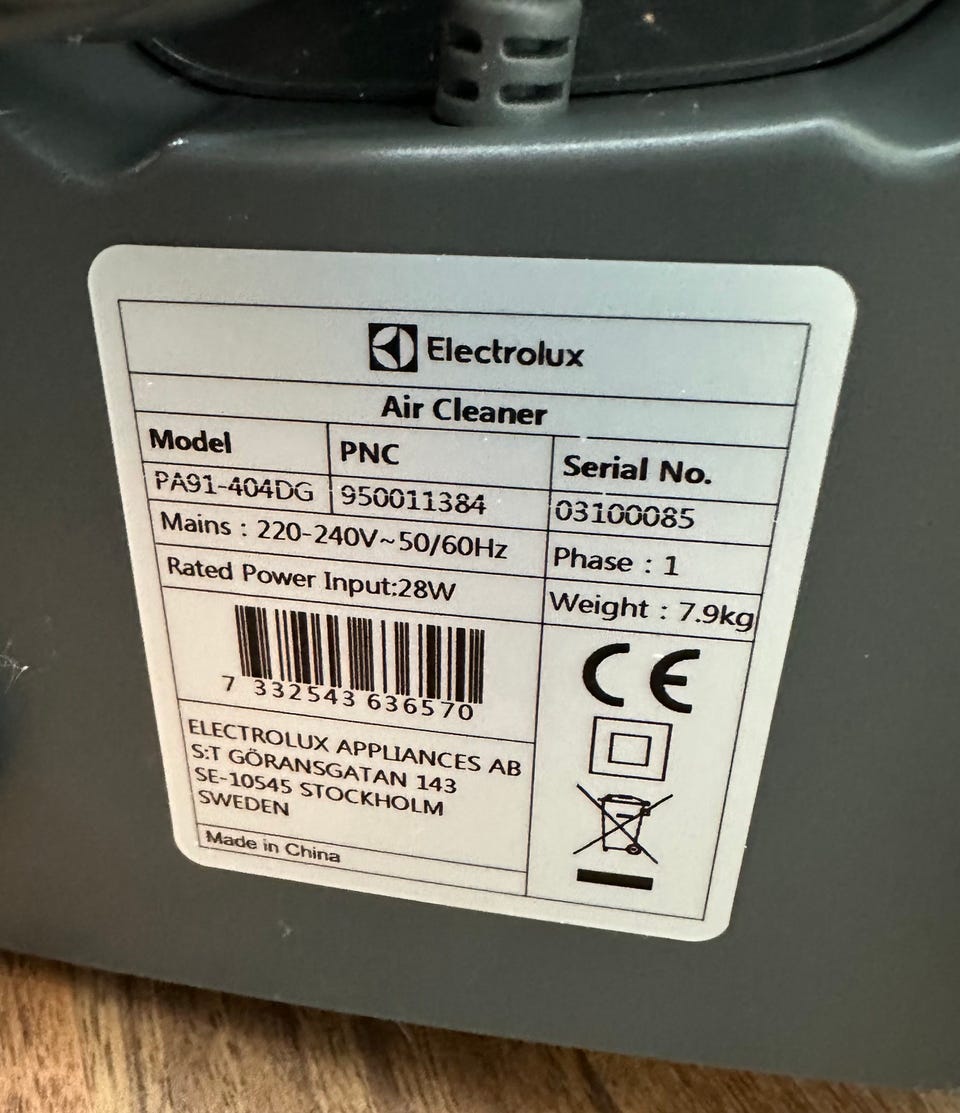 Electrolux
Air Cleaner
Model PNC Serial No.
PA91-404DG 950011384 03100085
Mains : 220-240V~50/60Hz Phase : 1
Rated Power Input:28W Weight : 7.9kg
7 332543 636570
CE
ELECTROLUX APPLIANCES AB
S:T GÖRANSGATAN 143
SE-10545 STOCKHOLM
SWEDEN
Made in China